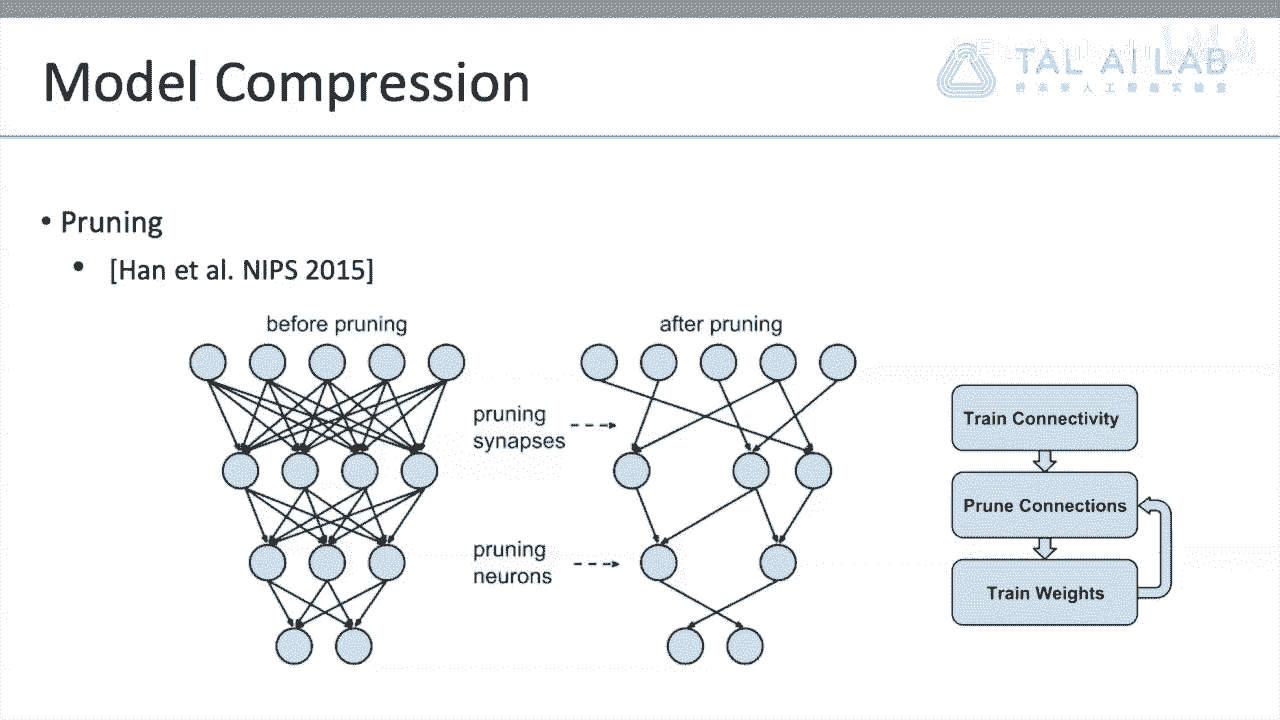 Model Compression
TAL AI LAB
• Pruning
• [Han et al. NIPS 2015]
before pruning
after pruning
pruning
synapses
pruning
neurons
Train Connectivity
Prune Connections
Train Weights